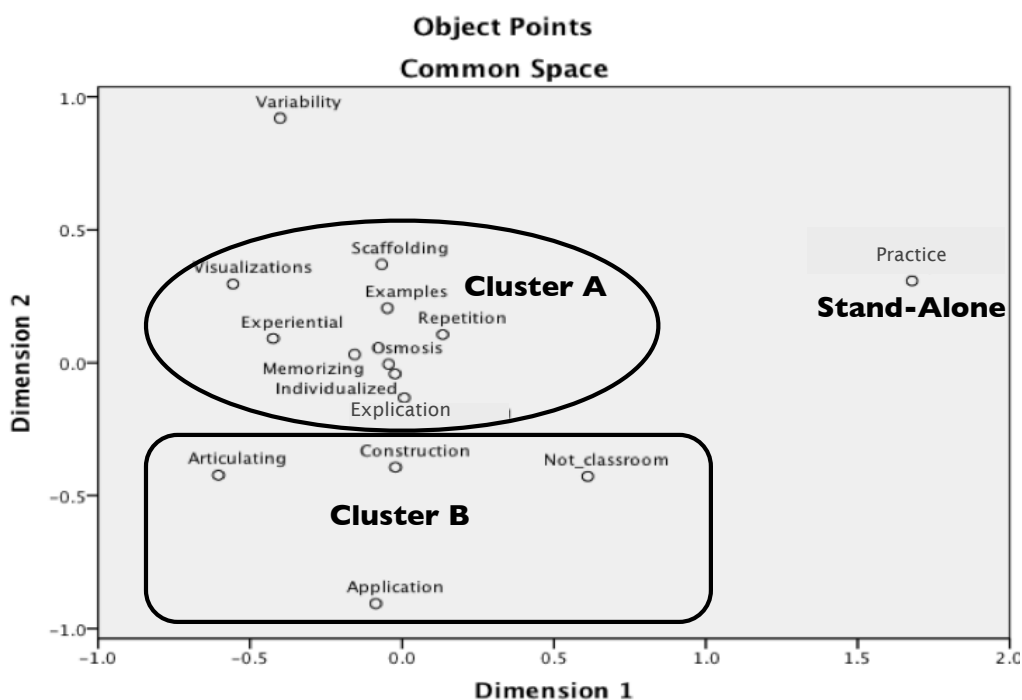 Object Points
Common Space
1.0
Variability
0.5
Scaffolding
Practice
Visualizations
Cluster A
Examples
Stand-Alone
Repetition
Experiential
Osmosis
0.0
Memorizing
Individualized
Explication
Dimension 2
Construction
Articulating
Not_classroom
-0.5
Cluster B
Application
-1.0
-1.0 -0.5 0.0 0.5 1.0 1.5 2.0
Dimension 1